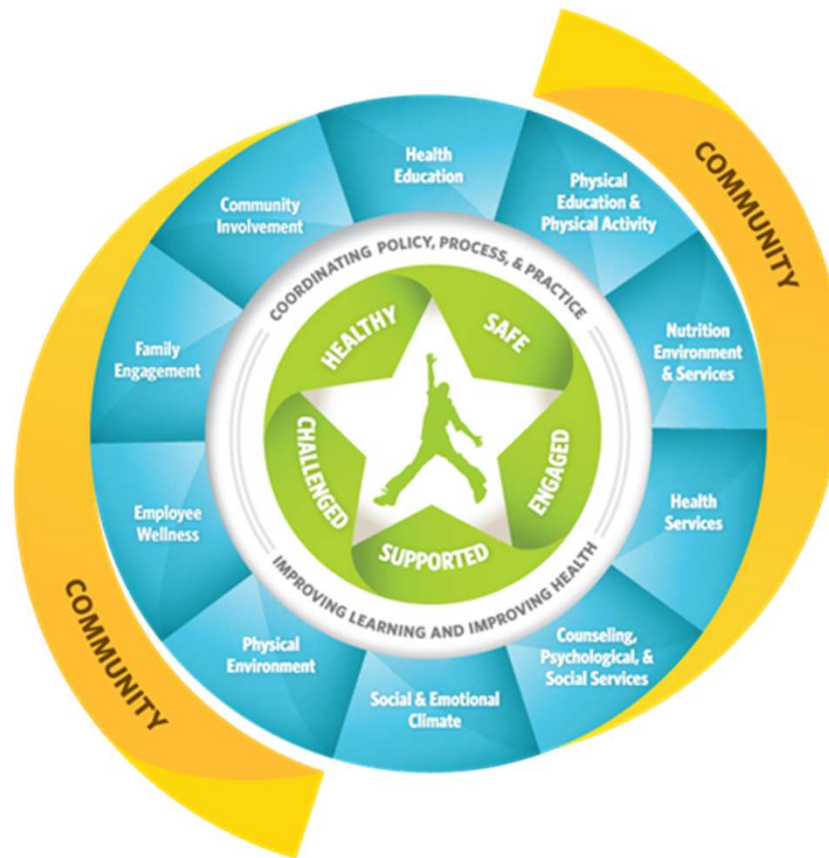 COMMUNITY
Health
Education
Physical
Education &
Physical Activity
Nutrition
Environment
& Services
Health
Services
Counseling,
Psychological, &
Social Services
Social & Emotional
Climate
Physical
Environment
Employee
Wellness
Family
Engagement
Community
Involvement
COORDINATING POLICY, PROCESS, & PRACTICE
IMPROVING LEARNING AND IMPROVING HEALTH
HEALTHY
SAFE
ENGAGED
SUPPORTED
CHALLENGED
COMMUNITY